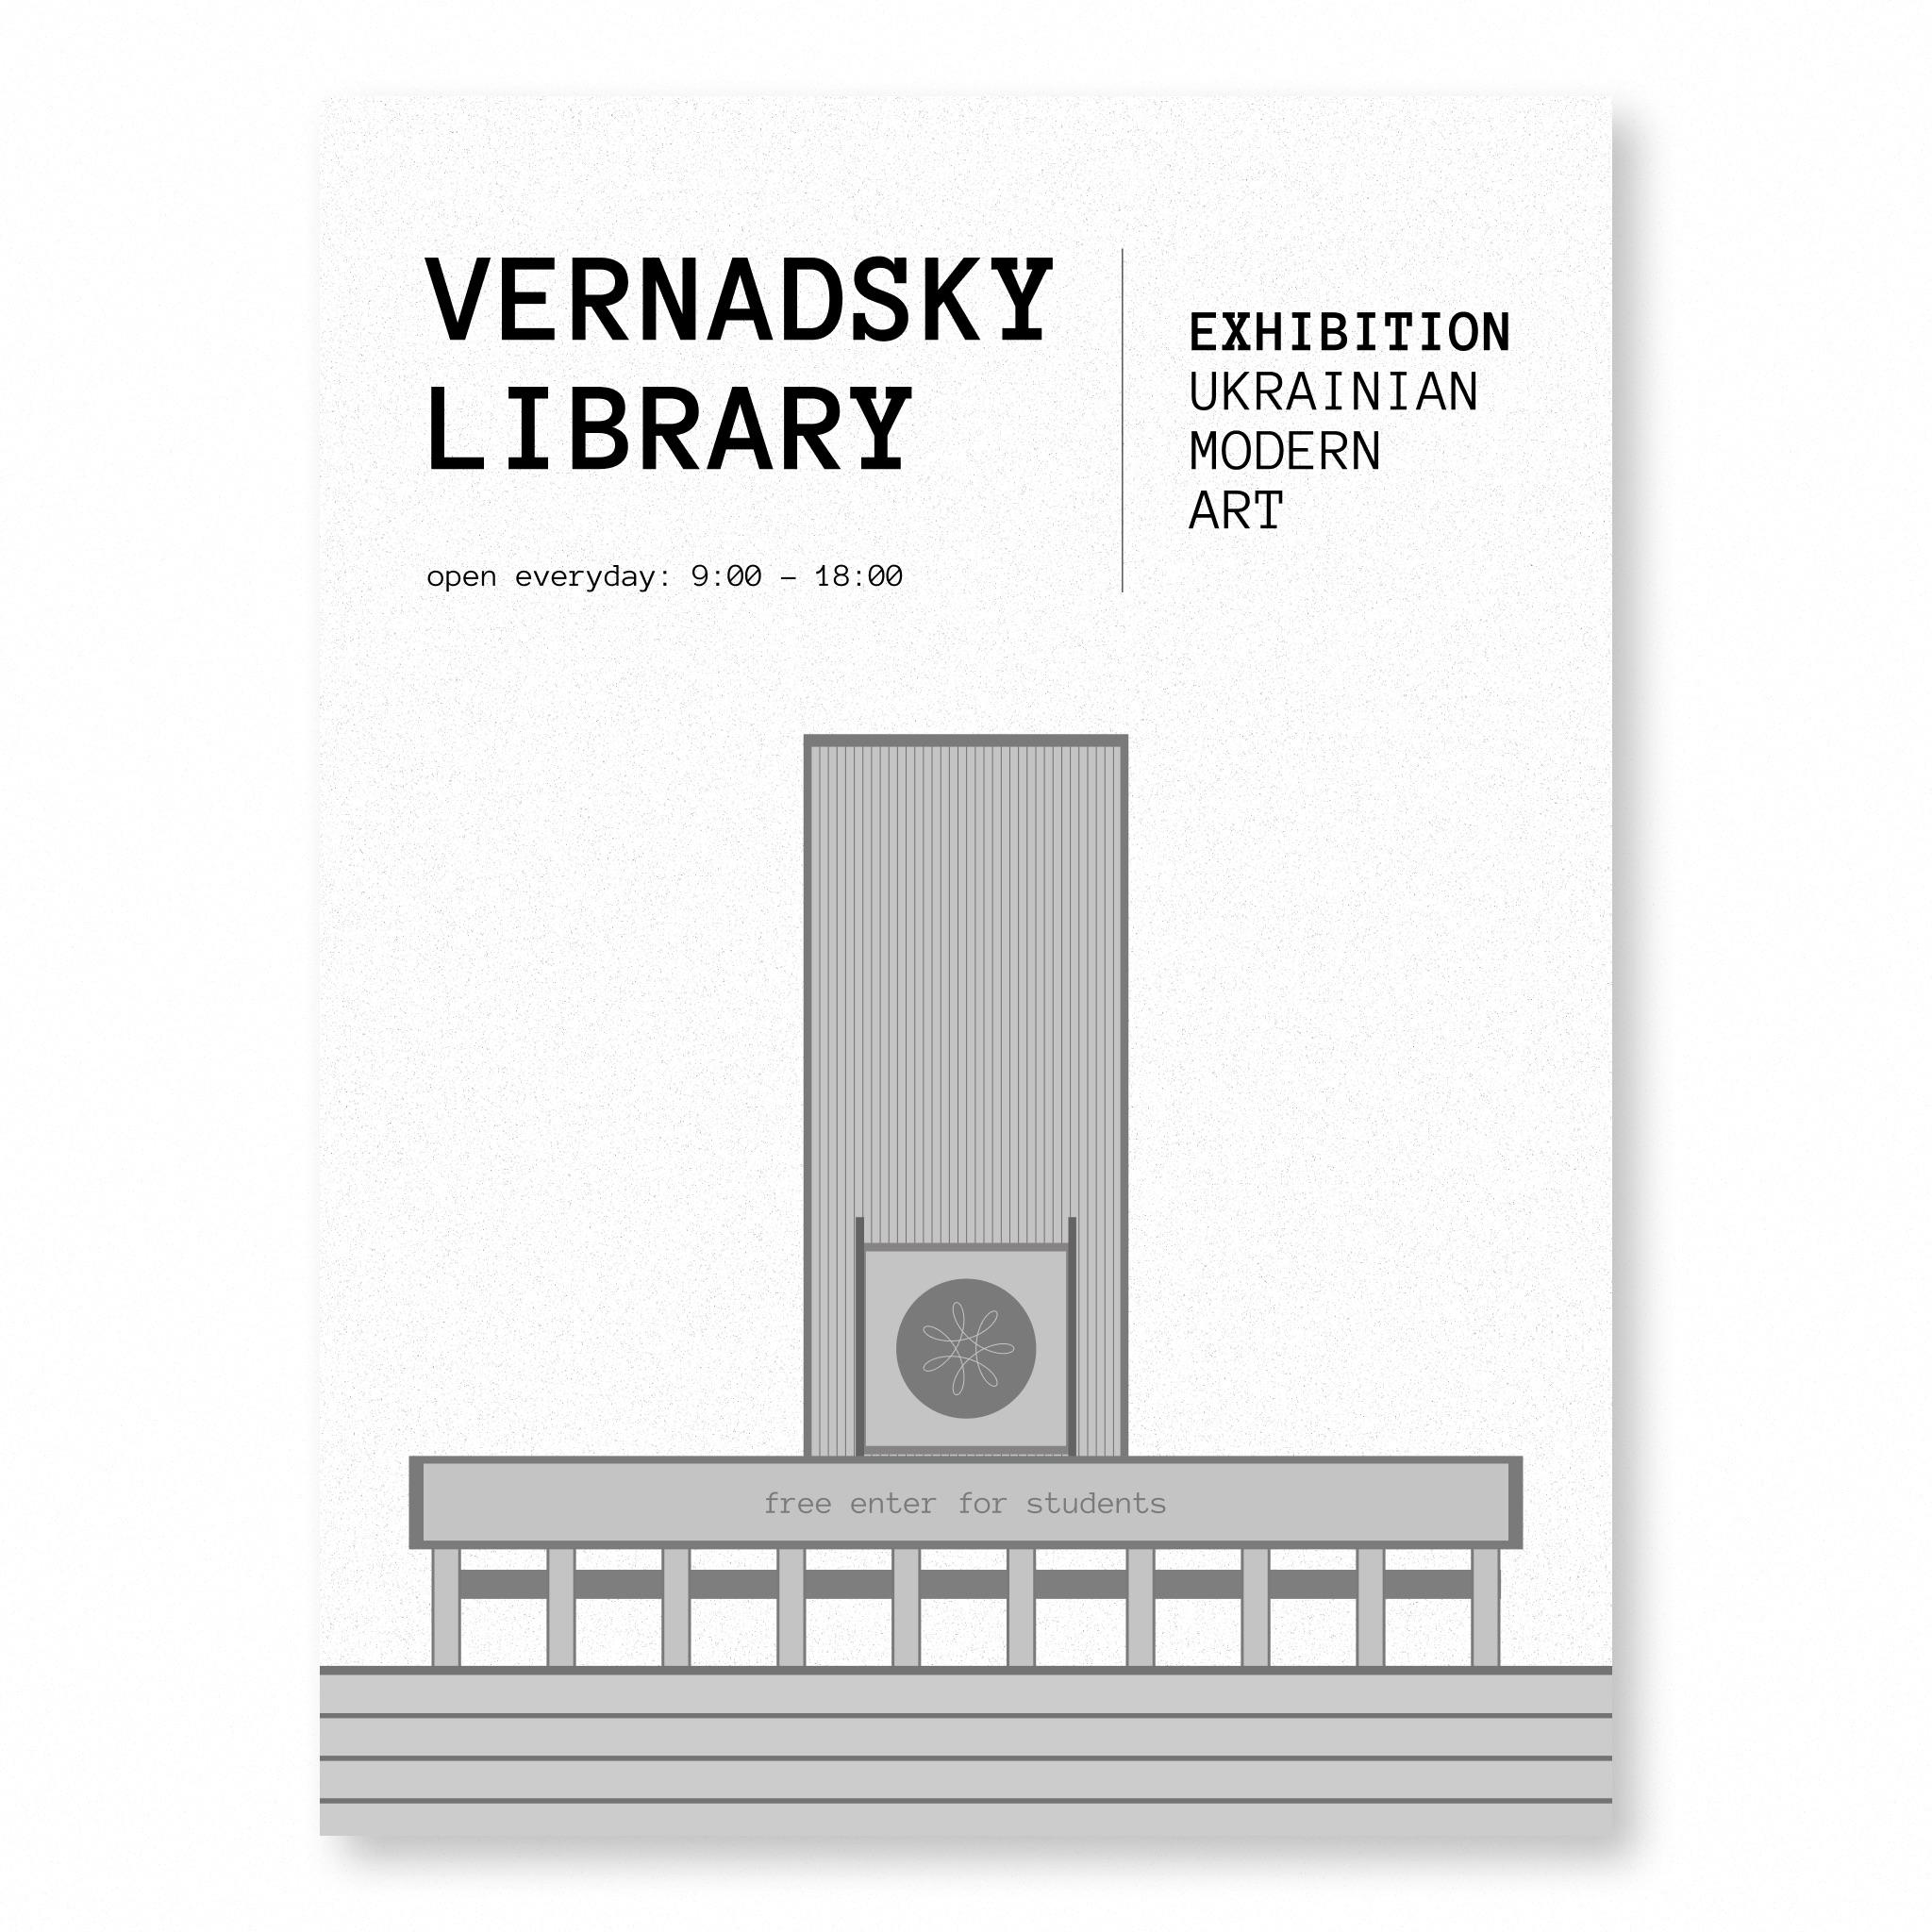 VERNADSKY
LIBRARY
open everyday: 9:00 – 18:00
EXHIBITION
UKRAINIAN
MODERN
ART
free enter for students